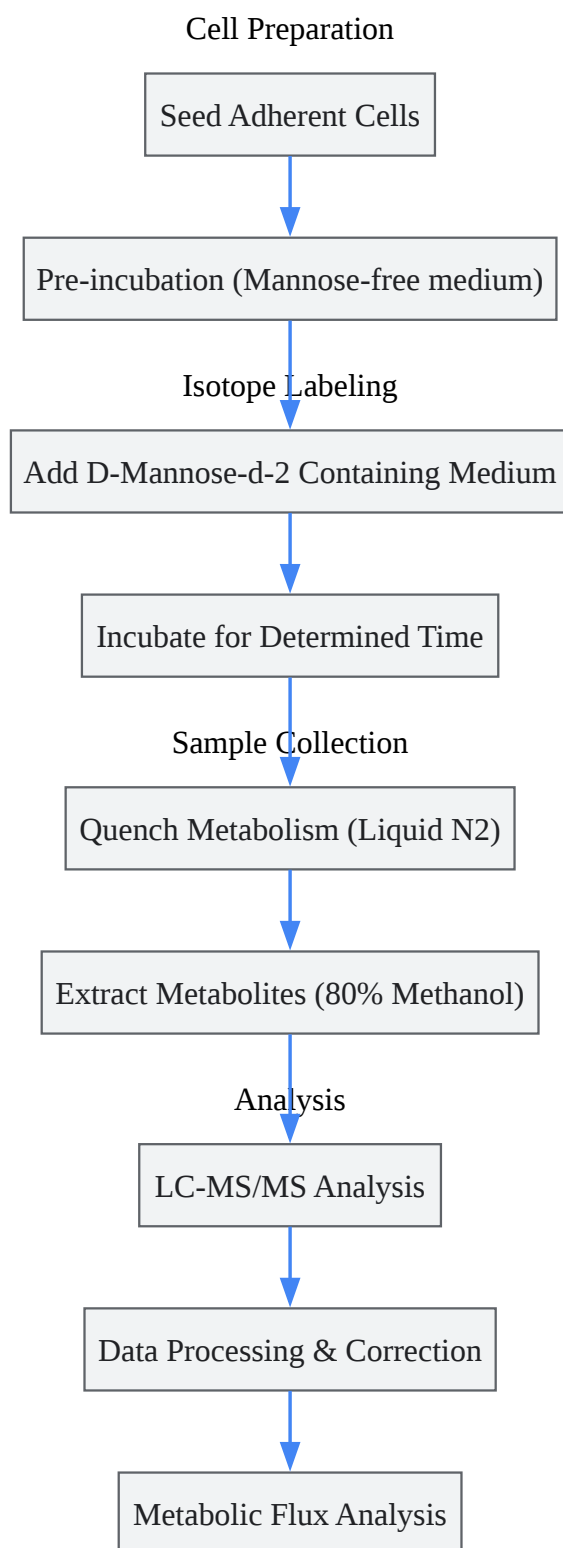 Cell Preparation
Seed Adherent Cells
Pre-incubation (Mannose-free medium)
Isotope Labeling
Add D-Mannose-d-2 Containing Medium
Incubate for Determined Time
Sample Collection
Quench Metabolism (Liquid N2)
Extract Metabolites (80% Methanol)
Analysis
LC-MS/MS Analysis
Data Processing & Correction
Metabolic Flux Analysis